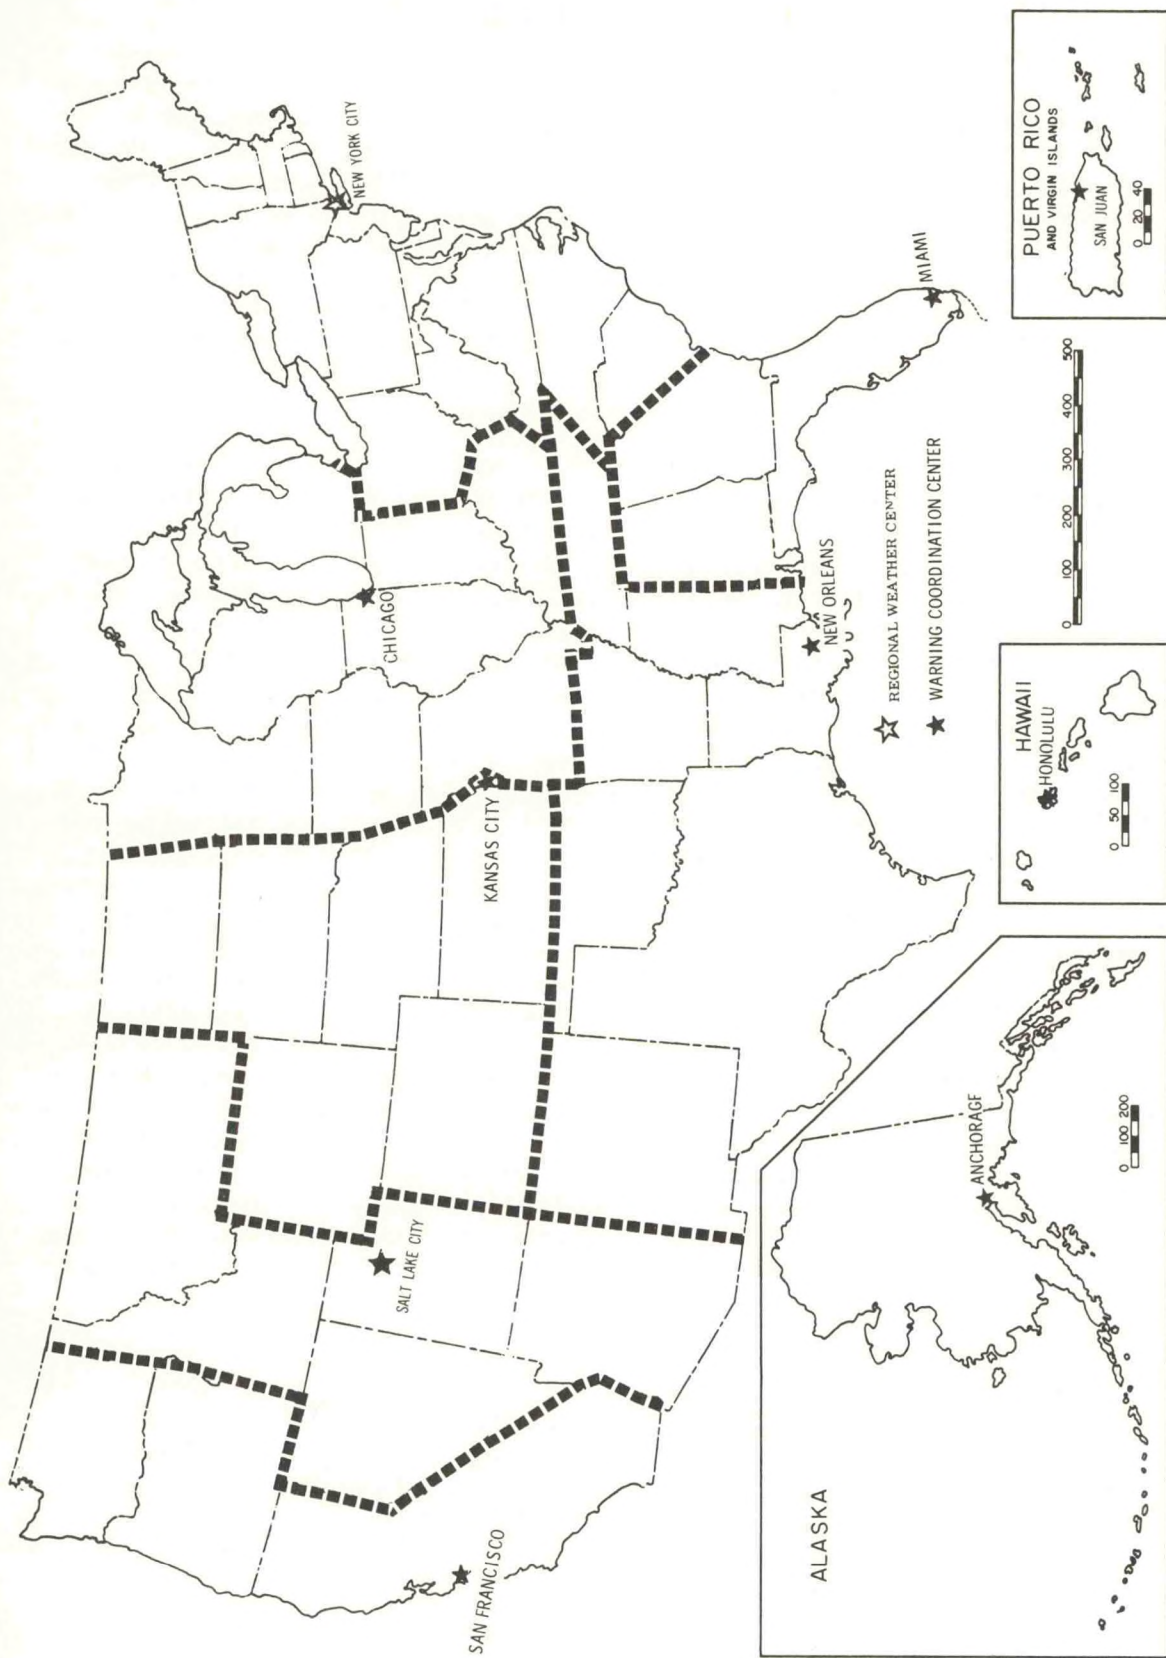 NEW YORK CITY
CHICAGO
KANSAS CITY
SALT LAKE CITY
SAN FRANCISCO
NEW ORLEANS
MIAMI
REGIONAL WEATHER CENTER
WARNING COORDINATION CENTER
0 100 200 300 400 500
ALASKA
ANCHORAGE
0 100 200
HAWAII
HONOLULU
0 50 100
PUERTO RICO
AND VIRGIN ISLANDS
SAN JUAN
0 20 40